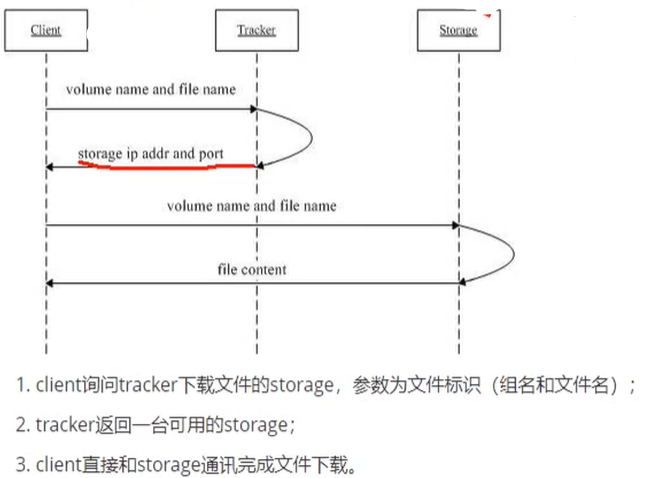 Client
Tracker
Storage
volume name and file name
storage ip addr and port
volume name and file name
file content
1. client询问tracker下载文件的storage，参数为文件标识（组名和文件名）；
2. tracker返回一台可用的storage；
3. client直接和storage通讯完成文件下载。